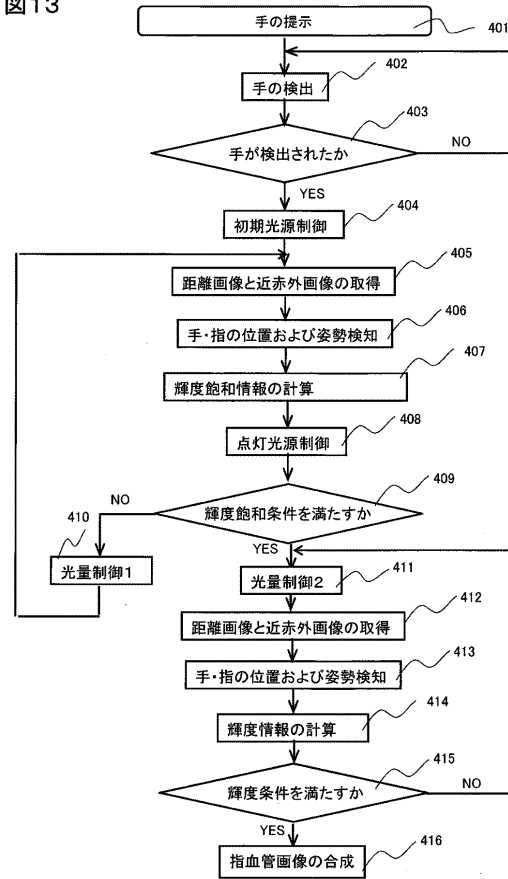 図13
手の提示
401
402
手の検出
403
手が検出されたか
NO
YES
404
初期光源制御
405
距離画像と近赤外画像の取得
406
手・指の位置および姿勢検知
407
輝度飽和情報の計算
408
点灯光源制御
409
NO
輝度飽和条件を満たすか
410
YES
光量制御1
411
光量制御2
412
距離画像と近赤外画像の取得
413
手・指の位置および姿勢検知
414
輝度情報の計算
415
輝度条件を満たすか
NO
YES
416
指血管画像の合成